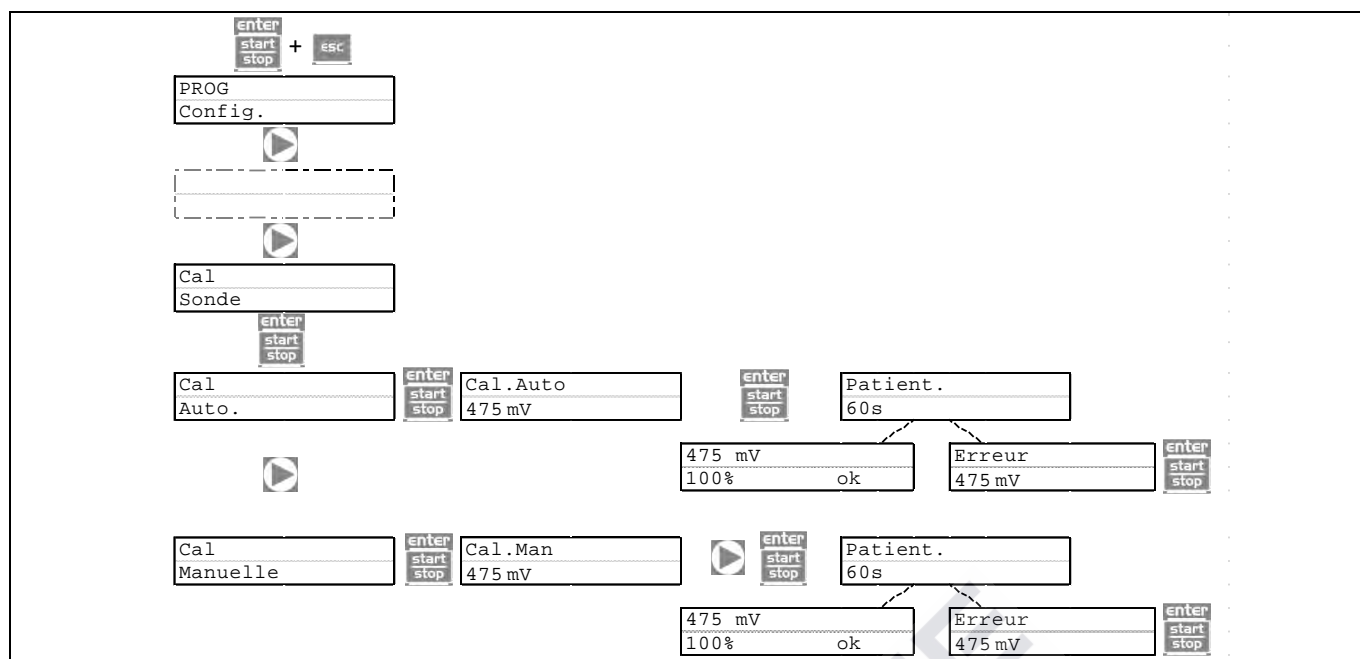 enter
start
stop
+
esc
PROG
Config.
Cal
Sonde
enter
start
stop
Cal
Auto.
enter
start
stop
Cal.Auto
475 mV
enter
start
stop
Patient.
60s
475 mV
100% ok
Erreur
475 mV
enter
start
stop
Cal
Manuelle
enter
start
stop
Cal.Man
475 mV
enter
start
stop
Patient.
60s
475 mV
100% ok
Erreur
475 mV
enter
start
stop